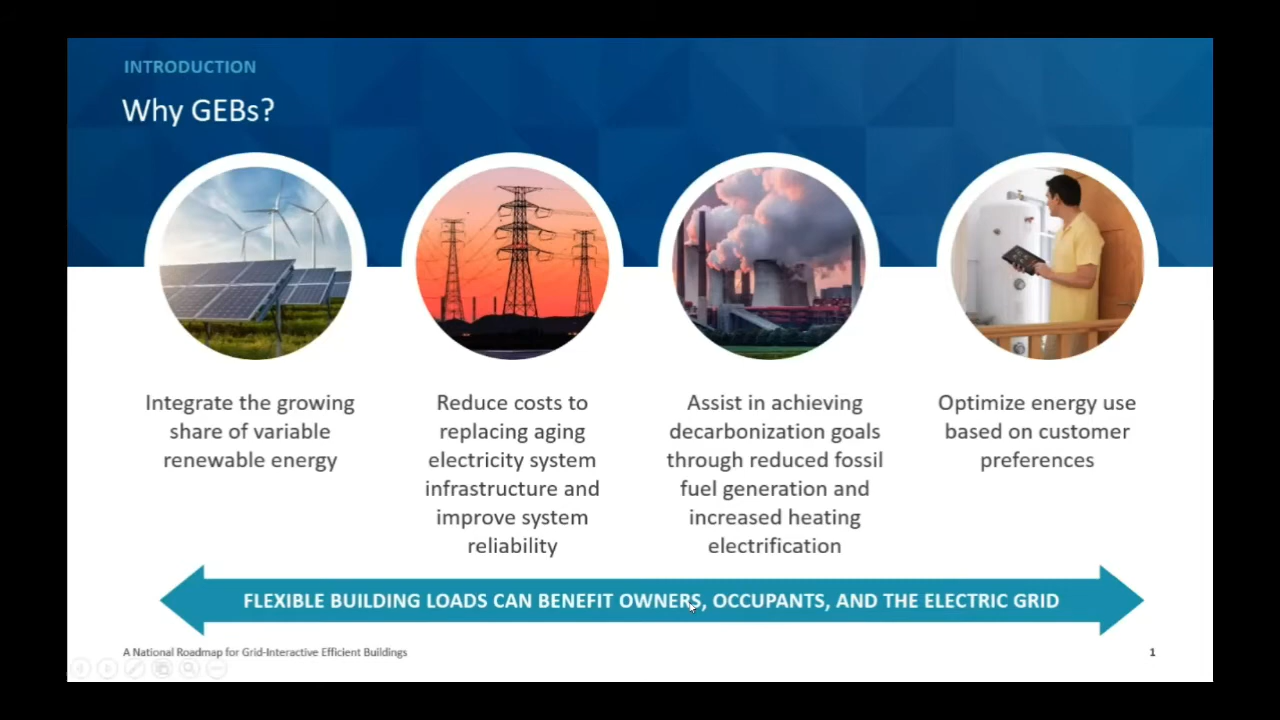 INTRODUCTION
Why GEBs?
Integrate the growing
share of variable
renewable energy
Reduce costs to
replacing aging
electricity system
infrastructure and
improve system
reliability
Assist in achieving
decarbonization goals
through reduced fossil
fuel generation and
increased heating
electrification
Optimize energy use
based on customer
preferences
FLEXIBLE BUILDING LOADS CAN BENEFIT OWNERS, OCCUPANTS, AND THE ELECTRIC GRID
A National Roadmap for Grid-Interactive Efficient Buildings
1